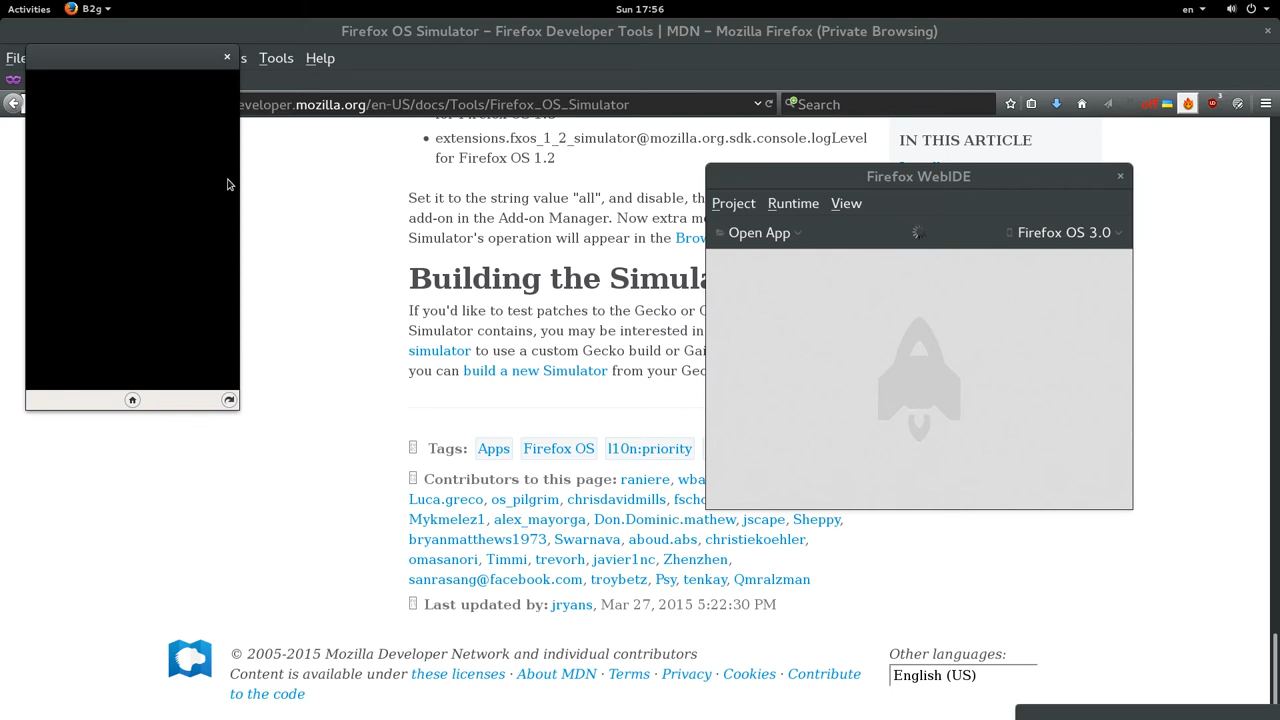 Activities B2g Sun 17:56 en
Firefox OS Simulator – Firefox Developer Tools | MDN – Mozilla Firefox (Private Browsing)
File s Tools Help
eveloper.mozilla.org/en-US/docs/Tools/Firefox_OS_Simulator Search off 3
extensions.fxos_1_2_simulator@mozilla.org.sdk.console.logLevel
for Firefox OS 1.2
IN THIS ARTICLE
Set it to the string value "all", and disable, th
add-on in the Add-on Manager. Now extra me
Simulator's operation will appear in the Brow
Building the Simula
If you'd like to test patches to the Gecko or G
Simulator contains, you may be interested in
simulator to use a custom Gecko build or Gai
you can build a new Simulator from your Gec
Firefox WebIDE
Project Runtime View
Open App Firefox OS 3.0
Tags: Apps Firefox OS l10n:priority
Contributors to this page: raniere, wba
Luca.greco, os_pilgrim, chrisdavidmills, fscho
Mykmelez1, alex_mayorga, Don.Dominic.mathew, jscape, Sheppy,
bryanmatthews1973, Swarnava, aboud.abs, christiekoehler,
omasanori, Timmi, trevorh, javier1nc, Zhenzhen,
sanrasang@facebook.com, troybetz, Psy, tenkay, Qmralzman
Last updated by: jryans, Mar 27, 2015 5:22:30 PM
© 2005-2015 Mozilla Developer Network and individual contributors
Content is available under these licenses · About MDN · Terms · Privacy · Cookies · Contribute
to the code
Other languages:
English (US)